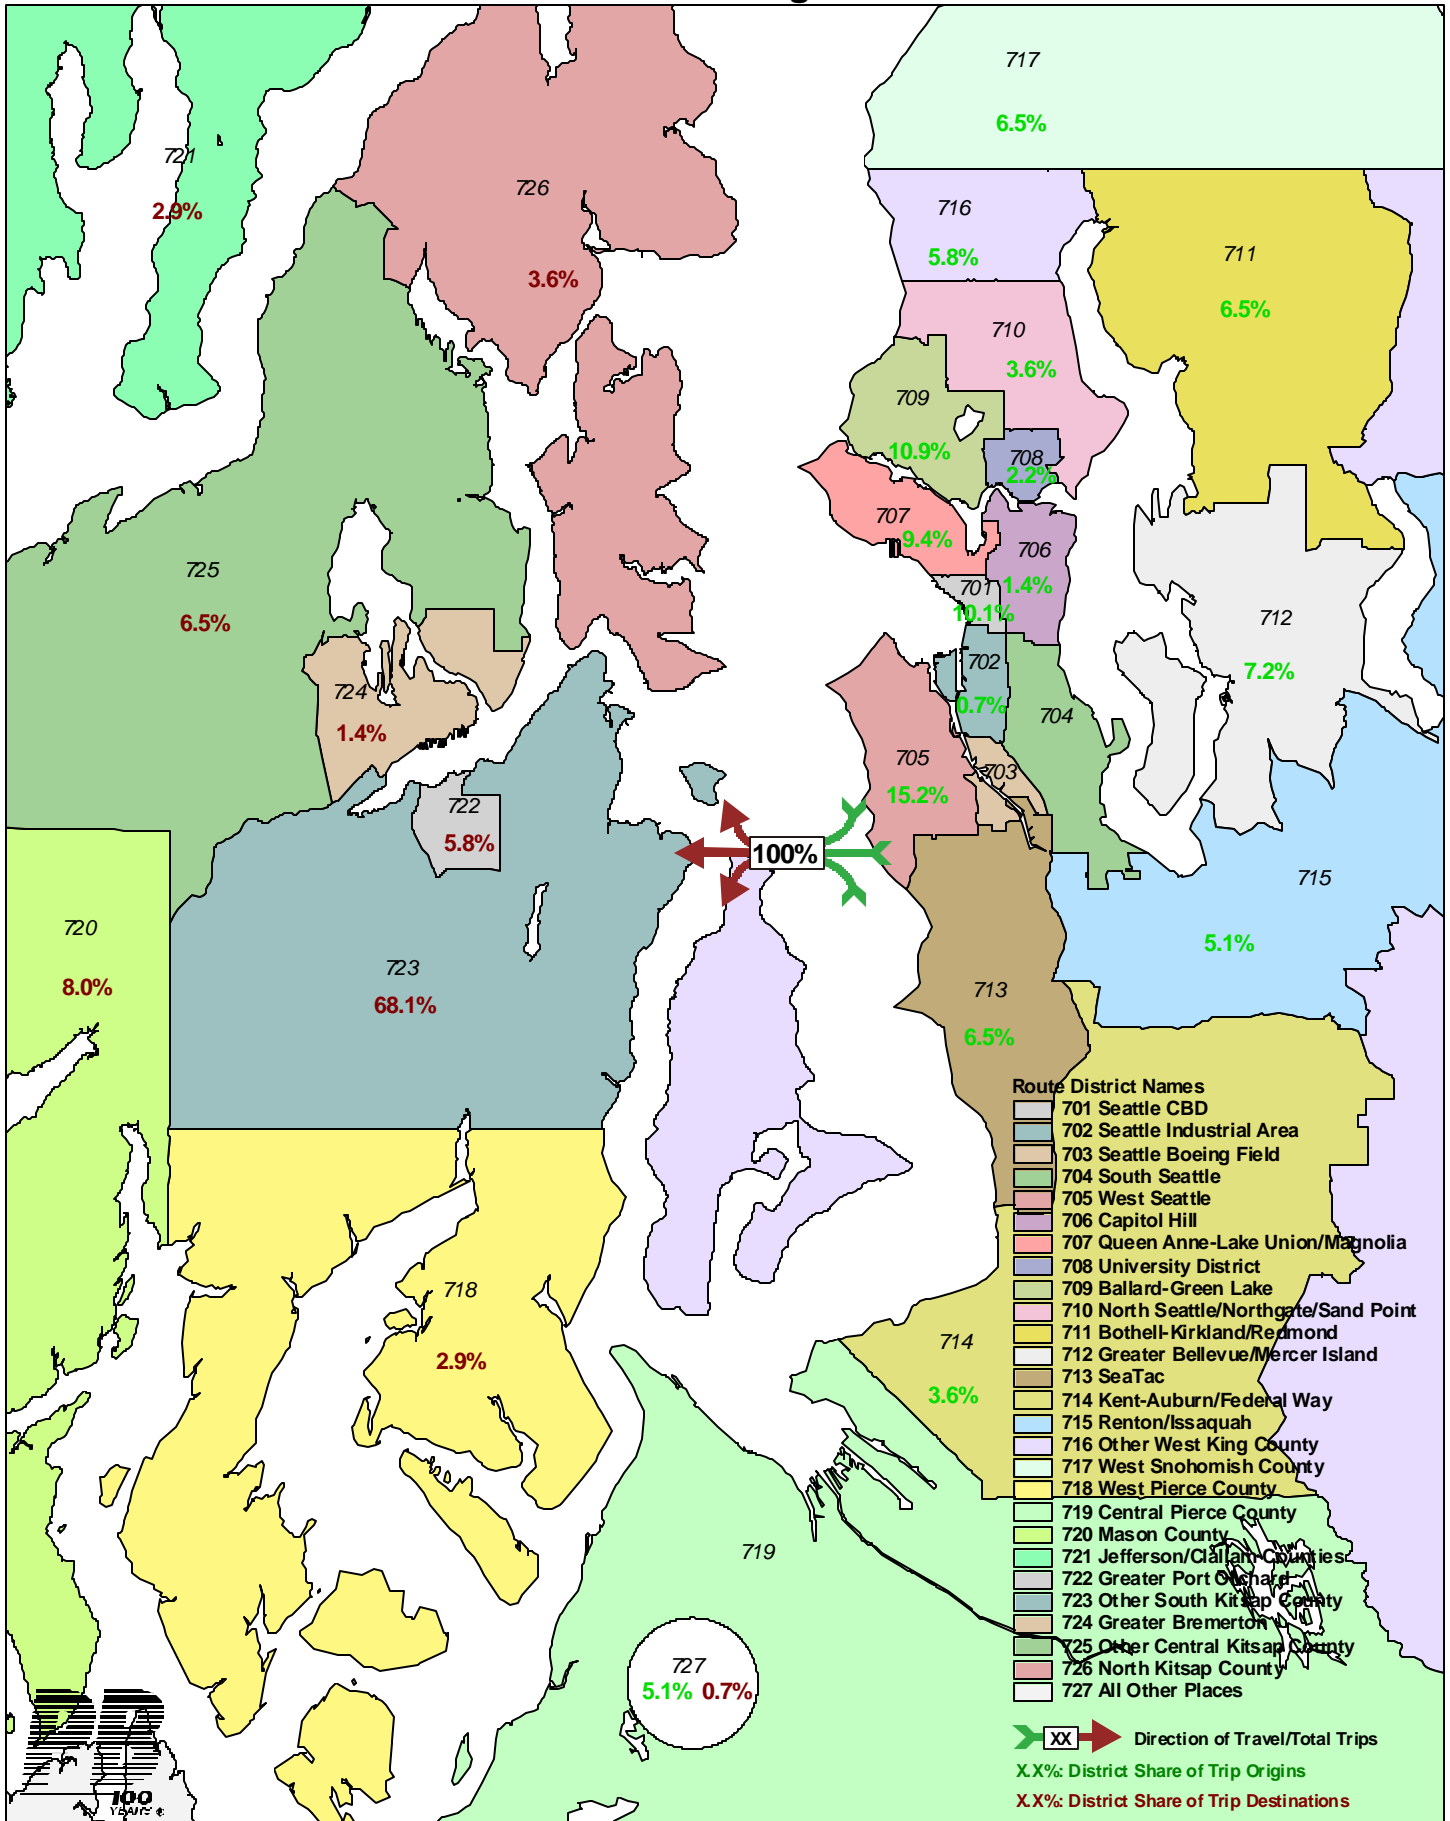 717
6.5%
721
2.9%
726
3.6%
716
5.8%
711
6.5%
710
3.6%
709
10.9%
708
2.2%
707
9.4%
706
1.4%
701
10.1%
725
6.5%
712
7.2%
702
0.7%
724
1.4%
704
705
15.2%
703
722
5.8%
100%
715
5.1%
720
8.0%
723
68.1%
713
6.5%
Route District Names
701 Seattle CBD
702 Seattle Industrial Area
703 Seattle Boeing Field
704 South Seattle
705 West Seattle
706 Capitol Hill
707 Queen Anne-Lake Union/Magnolia
708 University District
709 Ballard-Green Lake
710 North Seattle/Northgate/Sand Point
711 Bothell-Kirkland/Redmond
712 Greater Bellevue/Mercer Island
713 SeaTac
714 Kent-Auburn/Federal Way
715 Renton/Issaquah
716 Other West King County
717 West Snohomish County
718 West Pierce County
719 Central Pierce County
720 Mason County
721 Jefferson/Clallam Counties
722 Greater Port Orchard
723 Other South Kitsap County
724 Greater Bremerton
725 Other Central Kitsap County
726 North Kitsap County
727 All Other Places
718
2.9%
714
3.6%
719
727
5.1% 0.7%
XX Direction of Travel/Total Trips
X.X%: District Share of Trip Origins
X.X%: District Share of Trip Destinations
PB
100
YEARS